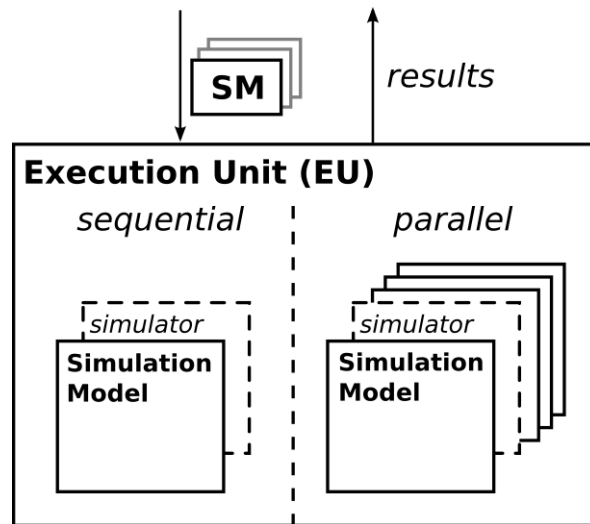 SM
results
Execution Unit (EU)
sequential
parallel
simulator
Simulation
Model
simulator
Simulation
Model